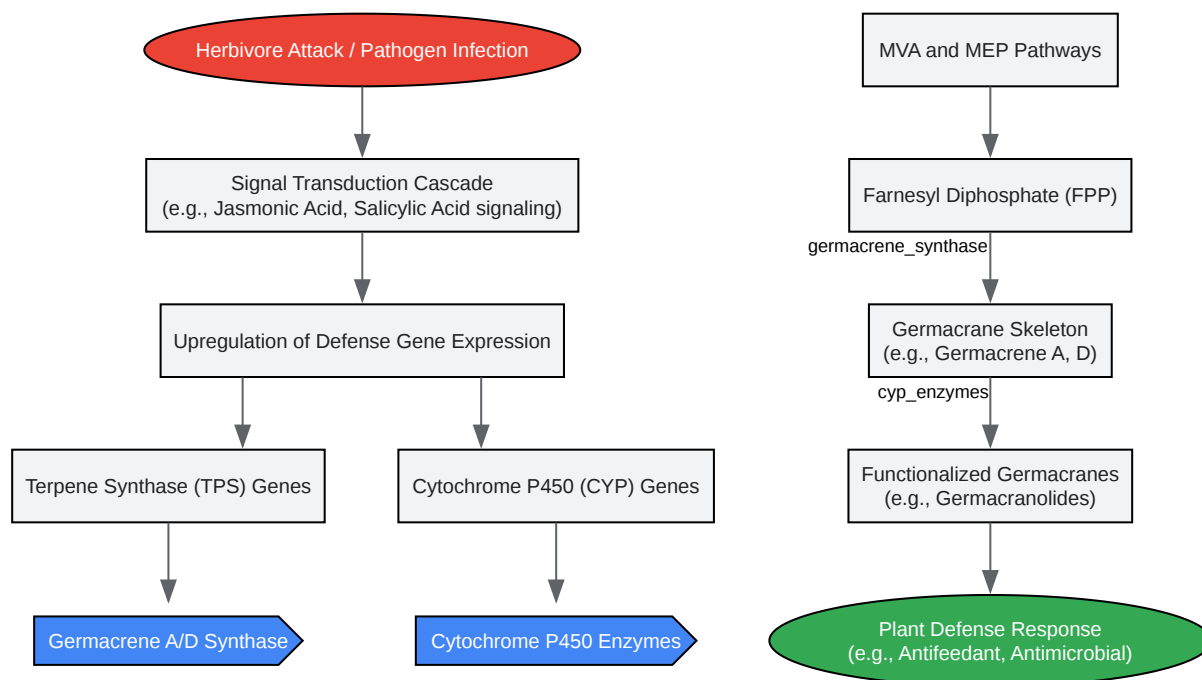 Herbivore Attack / Pathogen Infection
Signal Transduction Cascade
(e.g., Jasmonic Acid, Salicylic Acid signaling)
Upregulation of Defense Gene Expression
Terpene Synthase (TPS) Genes
Cytochrome P450 (CYP) Genes
Germacrene A/D Synthase
Cytochrome P450 Enzymes
MVA and MEP Pathways
Farnesyl Diphosphate (FPP)
germacrene_synthase
Germacrane Skeleton
(e.g., Germacrene A, D)
cyp_enzymes
Functionalized Germacranes
(e.g., Germacranolides)
Plant Defense Response
(e.g., Antifeedant, Antimicrobial)